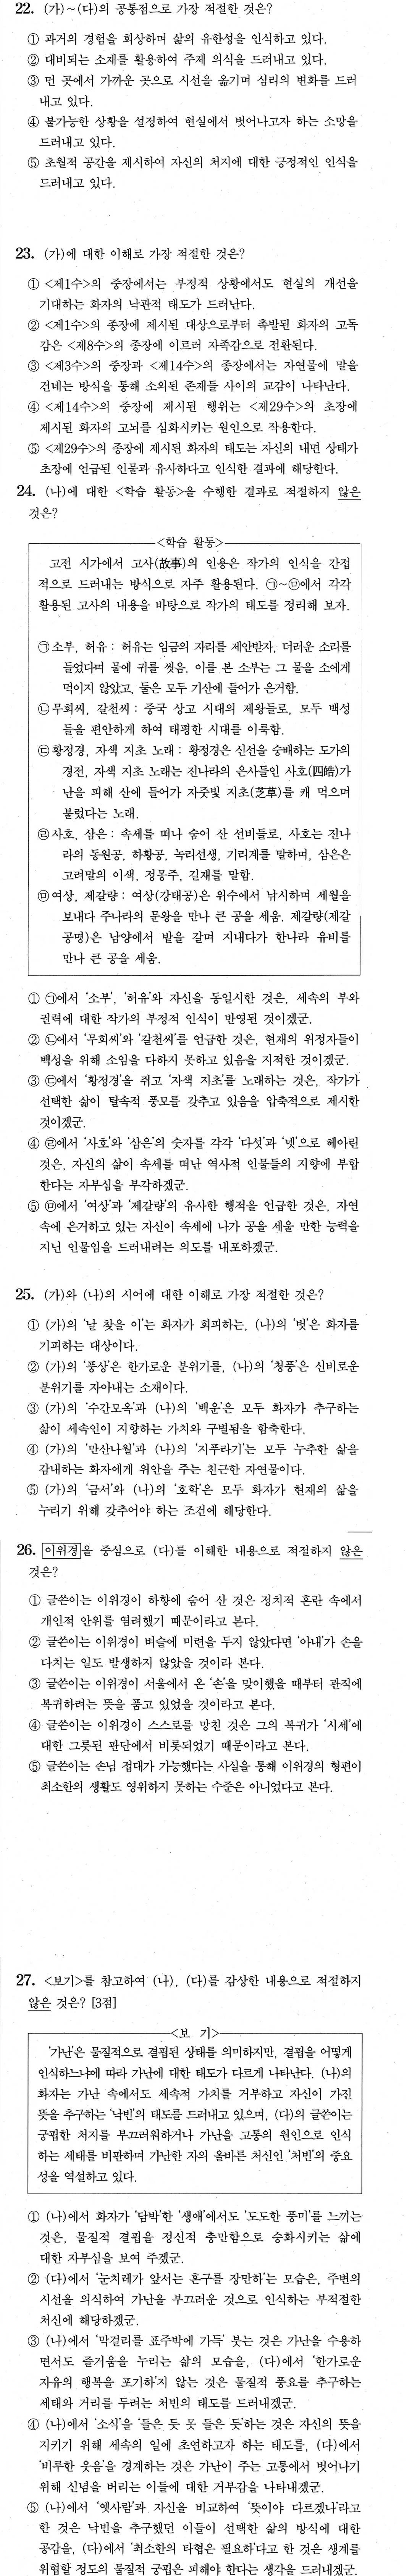 22. (가)~(다)의 공통점으로 가장 적절한 것은?
① 과거의 경험을 회상하며 삶의 유한성을 인식하고 있다.
② 대비되는 소재를 활용하여 주제 의식을 드러내고 있다.
③ 먼 곳에서 가까운 곳으로 시선을 옮기며 심리의 변화를 드러
내고 있다.
④ 불가능한 상황을 설정하여 현실에서 벗어나고자 하는 소망을
드러내고 있다.
⑤ 초월적 공간을 제시하여 자신의 처지에 대한 긍정적인 인식을
드러내고 있다.
23. (가)에 대한 이해로 가장 적절한 것은?
① <제1수>의 중장에서는 부정적 상황에서도 현실의 개선을
기대하는 화자의 낙관적 태도가 드러난다.
② <제1수>의 종장에 제시된 대상으로부터 촉발된 화자의 고독
감은 <제8수>의 종장에 이르러 자족감으로 전환된다.
③ <제3수>의 중장과 <제14수>의 종장에서는 자연물에 말을
건네는 방식을 통해 소외된 존재들 사이의 교감이 나타난다.
④ <제14수>의 중장에 제시된 행위는 <제29수>의 초장에
제시된 화자의 고뇌를 심화시키는 원인으로 작용한다.
⑤ <제29수>의 종장에 제시된 화자의 태도는 자신의 내면 상태가
초장에 언급된 인물과 유사하다고 인식한 결과에 해당한다.
24. (나)에 대한 <학습 활동>을 수행한 결과로 적절하지 않은
것은?
<학습 활동>
고전 시가에서 고사(故事)의 인용은 작가의 인식을 간접
적으로 드러내는 방식으로 자주 활용된다. ㉠~㉤에서 각각
활용된 고사의 내용을 바탕으로 작가의 태도를 정리해 보자.
㉠ 소부, 허유 : 허유는 임금의 자리를 제안받자, 더러운 소리를
들었다며 물에 귀를 씻음. 이를 본 소부는 그 물을 소에게
먹이지 않았고, 둘은 모두 기산에 들어가 은거함.
㉡ 무회씨, 갈천씨 : 중국 상고 시대의 제왕들로, 모두 백성
들을 편안하게 하여 태평한 시대를 이룩함.
㉢ 황정경, 자색 지초 노래 : 황정경은 신선을 숭배하는 도가의
경전, 자색 지초 노래는 진나라의 은사들인 사호(四皓)가
난을 피해 산에 들어가 자줏빛 지초(芝草)를 캐 먹으며
불렀다는 노래.
㉣ 사호, 삼은 : 속세를 떠나 숨어 산 선비들로, 사호는 진나
라의 동원공, 하황공, 녹리선생, 기리계를 말하며, 삼은은
고려말의 이색, 정몽주, 길재를 말함.
㉤ 여상, 제갈량 : 여상(강태공)은 위수에서 낚시하며 세월을
보내다 주나라의 문왕을 만나 큰 공을 세움. 제갈량(제갈
공명)은 남양에서 밭을 갈며 지내다가 한나라 유비를
만나 큰 공을 세움.
① ㉠에서 '소부', '허유'와 자신을 동일시한 것은, 세속의 부와
권력에 대한 작가의 부정적 인식이 반영된 것이겠군.
② ㉡에서 '무회씨'와 '갈천씨'를 언급한 것은, 현재의 위정자들이
백성을 위해 소임을 다하지 못하고 있음을 지적한 것이겠군.
③ ㉢에서 '황정경'을 쥐고 '자색 지초'를 노래하는 것은, 작가가
선택한 삶이 탈속적 풍모를 갖추고 있음을 압축적으로 제시한
것이겠군.
④ ㉣에서 '사호'와 '삼은'의 숫자를 각각 '다섯'과 '넷'으로 헤아린
것은, 자신의 삶이 속세를 떠난 역사적 인물들의 지향에 부합
한다는 자부심을 부각하겠군.
⑤ ㉤에서 '여상'과 '제갈량'의 유사한 행적을 언급한 것은, 자연
속에 은거하고 있는 자신이 속세에 나가 공을 세울 만한 능력을
지닌 인물임을 드러내려는 의도를 내포하겠군.
25. (가)와 (나)의 시어에 대한 이해로 가장 적절한 것은?
① (가)의 '날 찾을 이'는 화자가 회피하는, (나)의 '벗'은 화자를
기피하는 대상이다.
② (가)의 '풍상'은 한가로운 분위기를, (나)의 '청풍'은 신비로운
분위기를 자아내는 소재이다.
③ (가)의 '수간모옥'과 (나)의 '백운'은 모두 화자가 추구하는
삶이 세속인이 지향하는 가치와 구별됨을 함축한다.
④ (가)의 '만산나월'과 (나)의 '지푸라기'는 모두 누추한 삶을
감내하는 화자에게 위안을 주는 친근한 자연물이다.
⑤ (가)의 '금서'와 (나)의 '호학'은 모두 화자가 현재의 삶을
누리기 위해 갖추어야 하는 조건에 해당한다.
26. 이위경을 중심으로 (다)를 이해한 내용으로 적절하지 않은
것은?
① 글쓴이는 이위경이 하향에 숨어 산 것은 정치적 혼란 속에서
개인적 안위를 염려했기 때문이라고 본다.
② 글쓴이는 이위경이 벼슬에 미련을 두지 않았다면 '아내'가 손을
다치는 일도 발생하지 않았을 것이라 본다.
③ 글쓴이는 이위경이 서울에서 온 '손'을 맞이했을 때부터 관직에
복귀하려는 뜻을 품고 있었을 것이라고 본다.
④ 글쓴이는 이위경이 스스로를 망친 것은 그의 복귀가 '시세'에
대한 그릇된 판단에서 비롯되었기 때문이라고 본다.
⑤ 글쓴이는 손님 접대가 가능했다는 사실을 통해 이위경의 형편이
최소한의 생활도 영위하지 못하는 수준은 아니었다고 본다.
27. <보기>를 참고하여 (나), (다)를 감상한 내용으로 적절하지
않은 것은? [3점]
<보 기>
'가난'은 물질적으로 결핍된 상태를 의미하지만, 결핍을 어떻게
인식하느냐에 따라 가난에 대한 태도가 다르게 나타난다. (나)의
화자는 가난 속에서도 세속적 가치를 거부하고 자신이 가진
뜻을 추구하는 '낙빈'의 태도를 드러내고 있으며, (다)의 글쓴이는
궁핍한 처지를 부끄러워하거나 가난을 고통의 원인으로 인식
하는 세태를 비판하며 가난한 자의 올바른 처신인 '처빈'의 중요
성을 역설하고 있다.
① (나)에서 화자가 '담박'한 '생애'에서도 '도도한 풍미'를 느끼는
것은, 물질적 결핍을 정신적 충만함으로 승화시키는 삶에
대한 자부심을 보여 주겠군.
② (다)에서 '눈치레가 앞서는 혼구를 장만하'는 모습은, 주변의
시선을 의식하여 가난을 부끄러운 것으로 인식하는 부적절한
처신에 해당하겠군.
③ (나)에서 '막걸리를 표주박에 가득' 붓는 것은 가난을 수용하
면서도 즐거움을 누리는 삶의 모습을, (다)에서 '한가로운
자유의 행복을 포기하'지 않는 것은 물질적 풍요를 추구하는
세태와 거리를 두려는 처빈의 태도를 드러내겠군.
④ (나)에서 '소식'을 '들은 듯 못 들은 듯'하는 것은 자신의 뜻을
지키기 위해 세속의 일에 초연하고자 하는 태도를, (다)에서
'비루한 웃음'을 경계하는 것은 가난이 주는 고통에서 벗어나기
위해 신념을 버리는 이들에 대한 거부감을 나타내겠군.
⑤ (나)에서 '옛사람'과 자신을 비교하여 '뜻이야 다르겠나'라고
한 것은 낙빈을 추구했던 이들이 선택한 삶의 방식에 대한
공감을, (다)에서 '최소한의 타협은 필요하'다고 한 것은 생계를
위협할 정도의 물질적 궁핍은 피해야 한다는 생각을 드러내겠군.